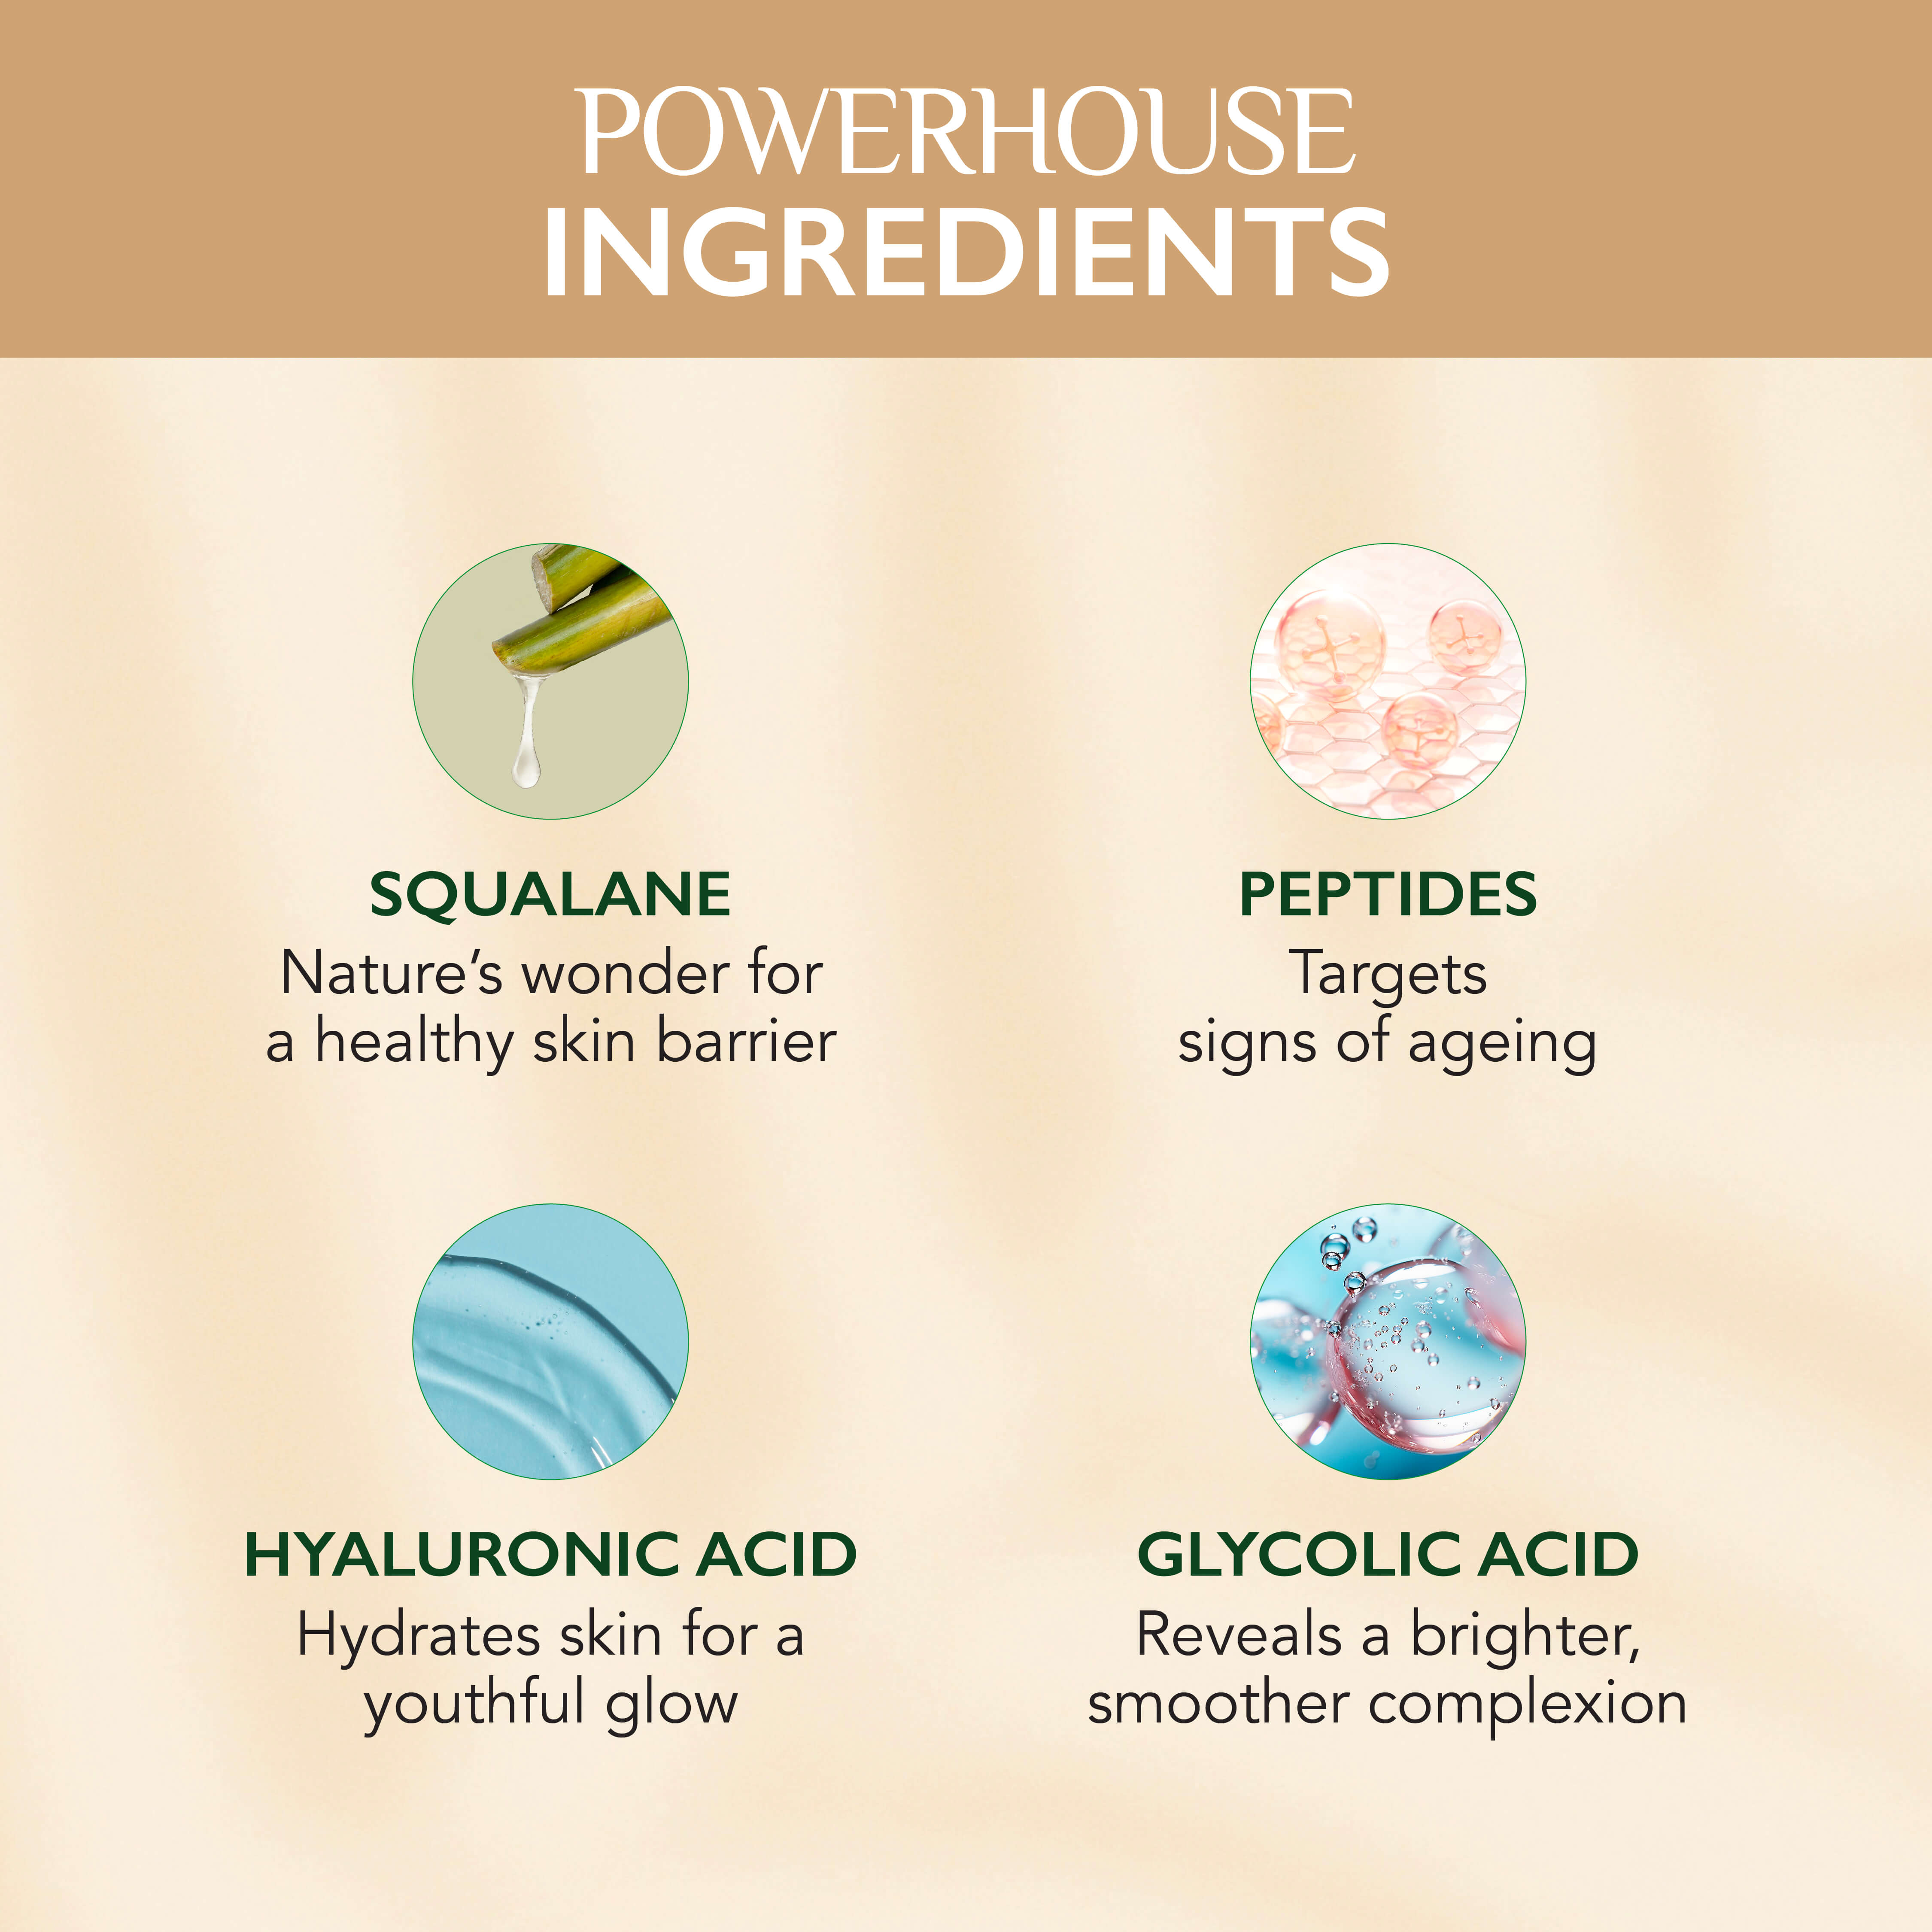 POWERHOUSE
INGREDIENTS
SQUALANE
Nature‘s wonder for
a healthy skin barrier
PEPTIDES
Targets
signs of ageing
HYALURONIC ACID
Hydrates skin for a
youthful glow
GLYCOLIC ACID
Reveals a brighter,
smoother complexion